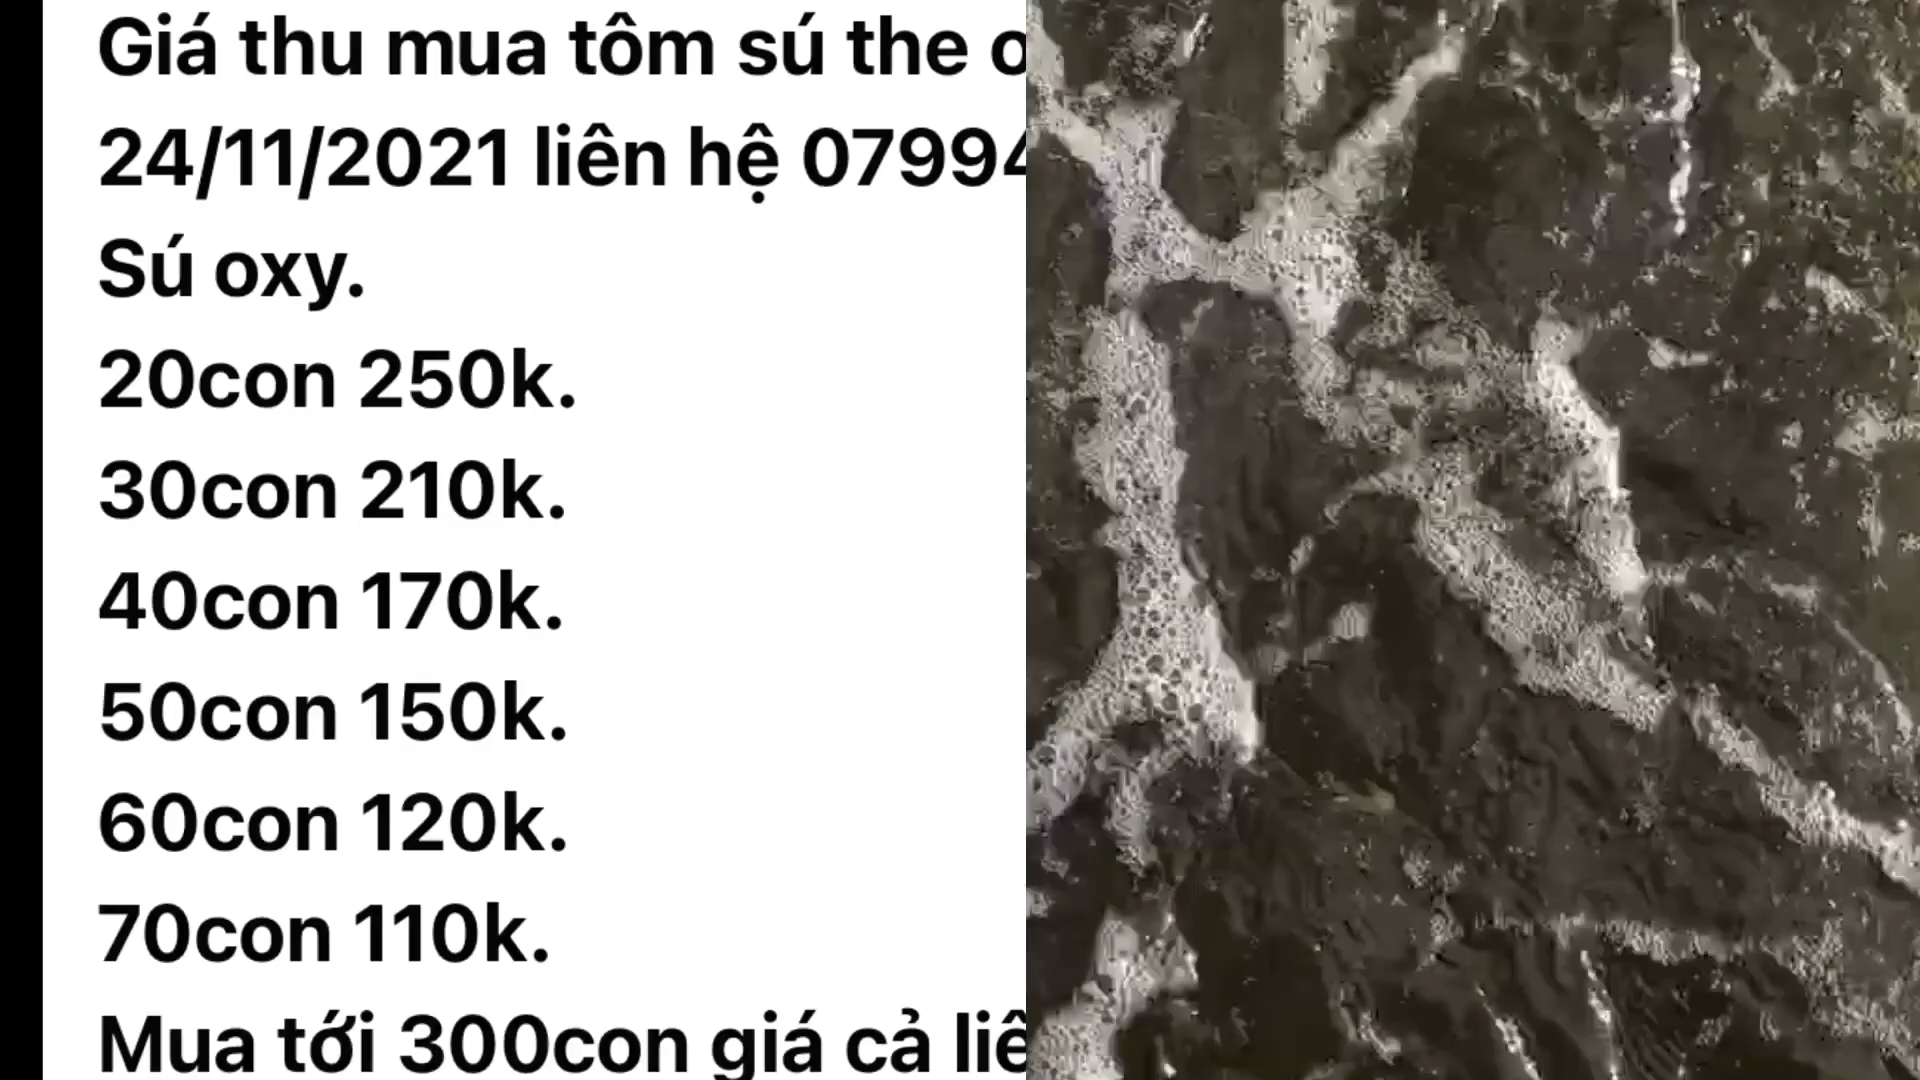 Giá thu mua tôm sú the
24/11/2021 liên hệ 07994
Sú oxy.
20con 250k.
30con 210k.
40con 170k.
50con 150k.
60con 120k.
70con 110k.
Mua tới 300con giá cả